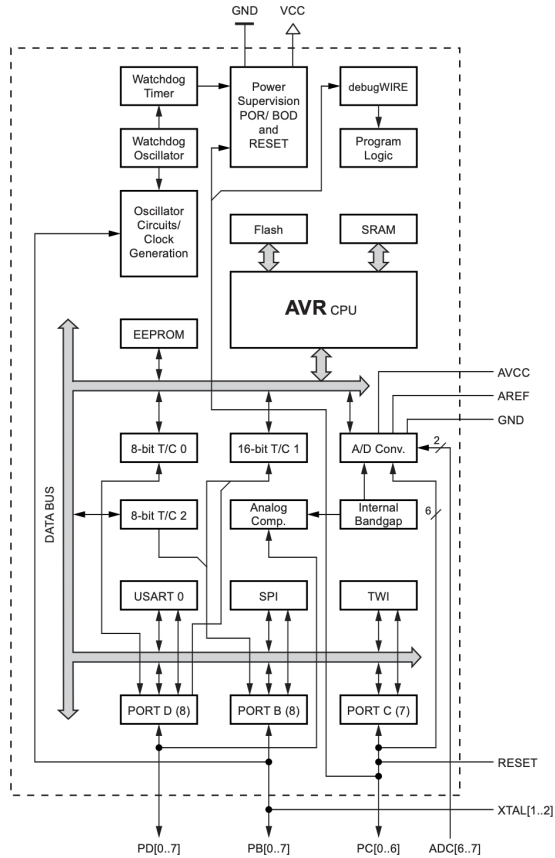 GND
VCC
Watchdog
Timer
Power
Supervision
POR/ BOD
and
RESET
debugWIRE
Watchdog
Oscillator
Program
Logic
Oscillator
Circuits/
Clock
Generation
Flash
SRAM
AVR CPU
EEPROM
AVCC
AREF
GND
8-bit T/C 0
16-bit T/C 1
A/D Conv.
2
DATA BUS
8-bit T/C 2
Analog
Comp.
Internal
Bandgap
6
USART 0
SPI
TWI
PORT D (8)
PORT B (8)
PORT C (7)
RESET
XTAL[1..2]
PD[0..7]
PB[0..7]
PC[0..6]
ADC[6..7]